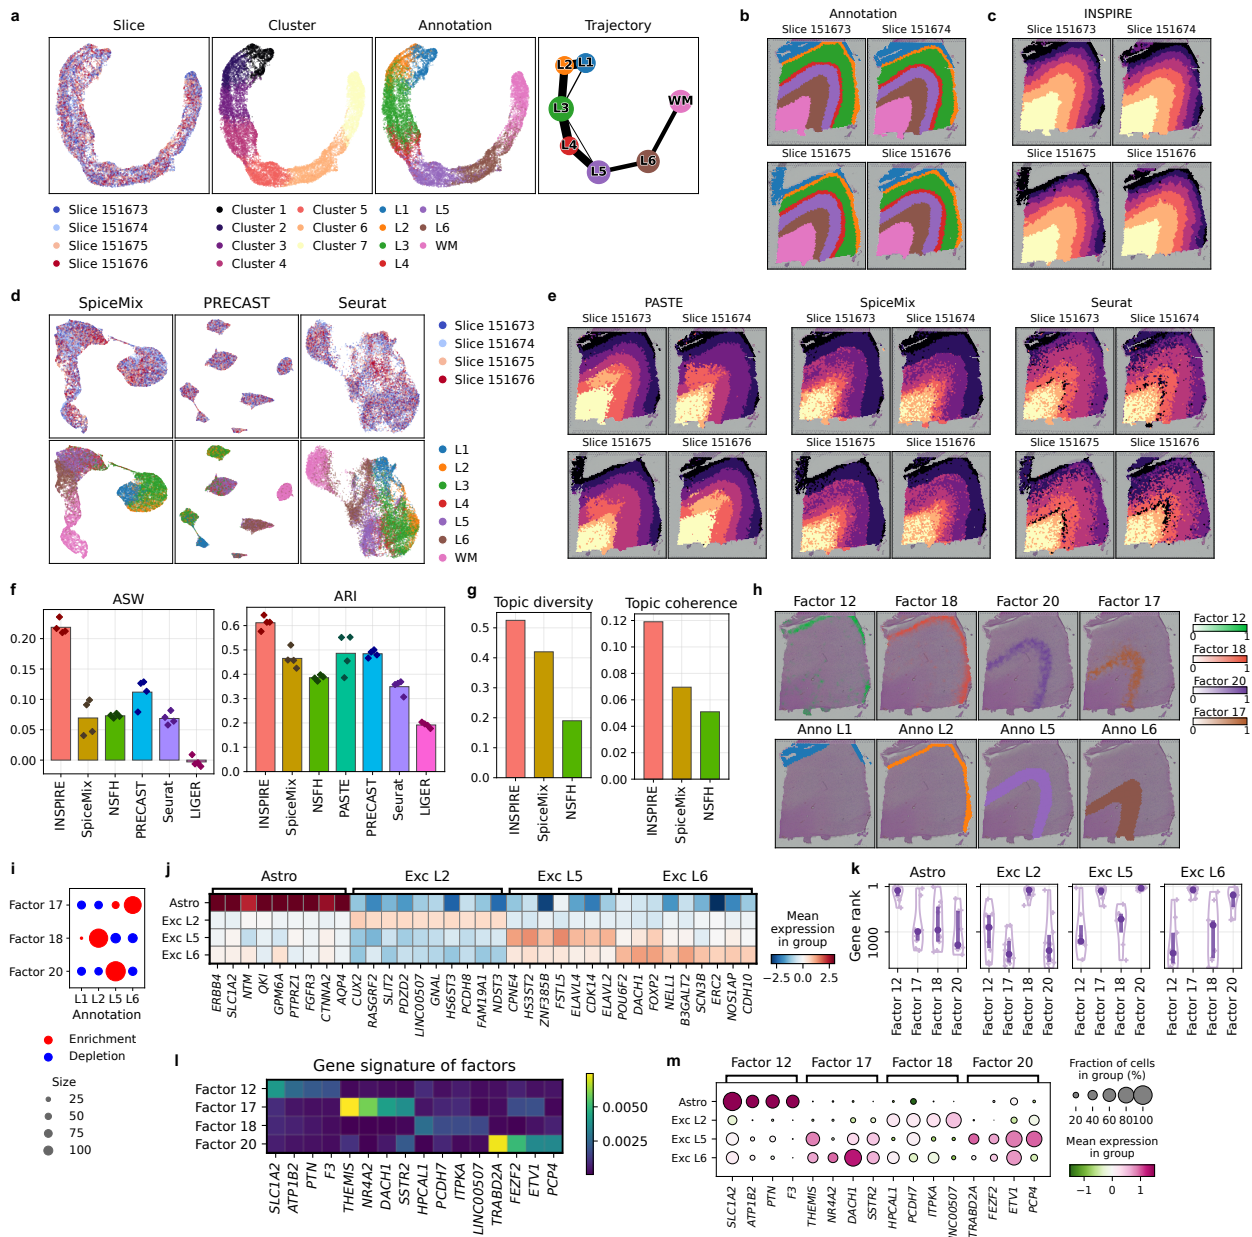 a
Slice
Cluster
Annotation
Trajectory
L2
L1
L3
L4
L5
L6
WM
Slice 151673
Slice 151674
Slice 151675
Slice 151676
Cluster 1
Cluster 2
Cluster 3
Cluster 4
Cluster 5
Cluster 6
Cluster 7
L1
L2
L3
L4
L5
L6
WM
b
Annotation
Slice 151673
Slice 151674
Slice 151675
Slice 151676
c
INSPIRE
Slice 151673
Slice 151674
Slice 151675
Slice 151676
d
SpiceMix
PRECAST
Seurat
Slice 151673
Slice 151674
Slice 151675
Slice 151676
L1
L2
L3
L4
L5
L6
WM
e
PASTE
SpiceMix
Seurat
Slice 151673
Slice 151674
Slice 151673
Slice 151674
Slice 151673
Slice 151674
Slice 151675
Slice 151676
Slice 151675
Slice 151676
Slice 151675
Slice 151676
f
ASW
0.20
0.15
0.10
0.05
0.00
INSPIRE
SpiceMix
NSFH
PRECAST
Seurat
LIGER
ARI
0.6
0.5
0.4
0.3
0.2
0.1
0.0
INSPIRE
SpiceMix
NSFH
PASTE
PRECAST
Seurat
LIGER
g
Topic diversity
0.5
0.4
0.3
0.2
0.1
0.0
INSPIRE
SpiceMix
NSFH
Topic coherence
0.12
0.10
0.08
0.06
0.04
0.02
0.00
INSPIRE
SpiceMix
NSFH
h
Factor 12
Factor 18
Factor 20
Factor 17
Anno L1
Anno L2
Anno L5
Anno L6
Factor 12
0 1
Factor 18
0 1
Factor 20
0 1
Factor 17
0 1
i
Factor 17
Factor 18
Factor 20
L1 L2 L5 L6
Annotation
Enrichment
Depletion
Size
25
50
75
100
j
Astro
Exc L2
Exc L5
Exc L6
Astro
Exc L2
Exc L5
Exc L6
ERBB4
SLC1A2
NTM
QKI
GPM6A
PTPRZ1
FGFR3
CTNNA2
AQP4
CUX2
RASGRF2
SLIT2
PDZD2
LINC00507
GNAL
HS6ST3
PCDH8
FAM19A1
NDST3
CPNE4
HS3ST2
ZNF385B
FSTL5
ELAVL4
CDK14
ELAVL2
POU6F2
DACH1
FOXP2
NELL1
B3GALT2
SCN3B
ERC2
NOS1AP
CDH10
Mean
expression
in group
−2.5 0.0 2.5
k
Astro
Exc L2
Exc L5
Exc L6
Gene rank
1
1000
Factor 12
Factor 17
Factor 18
Factor 20
Factor 12
Factor 17
Factor 18
Factor 20
Factor 12
Factor 17
Factor 18
Factor 20
Factor 12
Factor 17
Factor 18
Factor 20
l
Gene signature of factors
Factor 12
Factor 17
Factor 18
Factor 20
SLC1A2
ATP1B2
PTN
F3
THEMIS
NR4A2
DACH1
SSTR2
HPCAL1
PCDH7
ITPKA
LINC00507
TRABD2A
FEZF2
ETV1
PCP4
0.0050
0.0025
m
Factor 12
Factor 17
Factor 18
Factor 20
Astro
Exc L2
Exc L5
Exc L6
SLC1A2
ATP1B2
PTN
F3
THEMIS
NR4A2
DACH1
SSTR2
HPCAL1
PCDH7
ITPKA
INC00507
TRABD2A
FEZF2
ETV1
PCP4
Fraction of cells
in group (%)
20 40 60 80 100
Mean expression
in group
−1 0 1